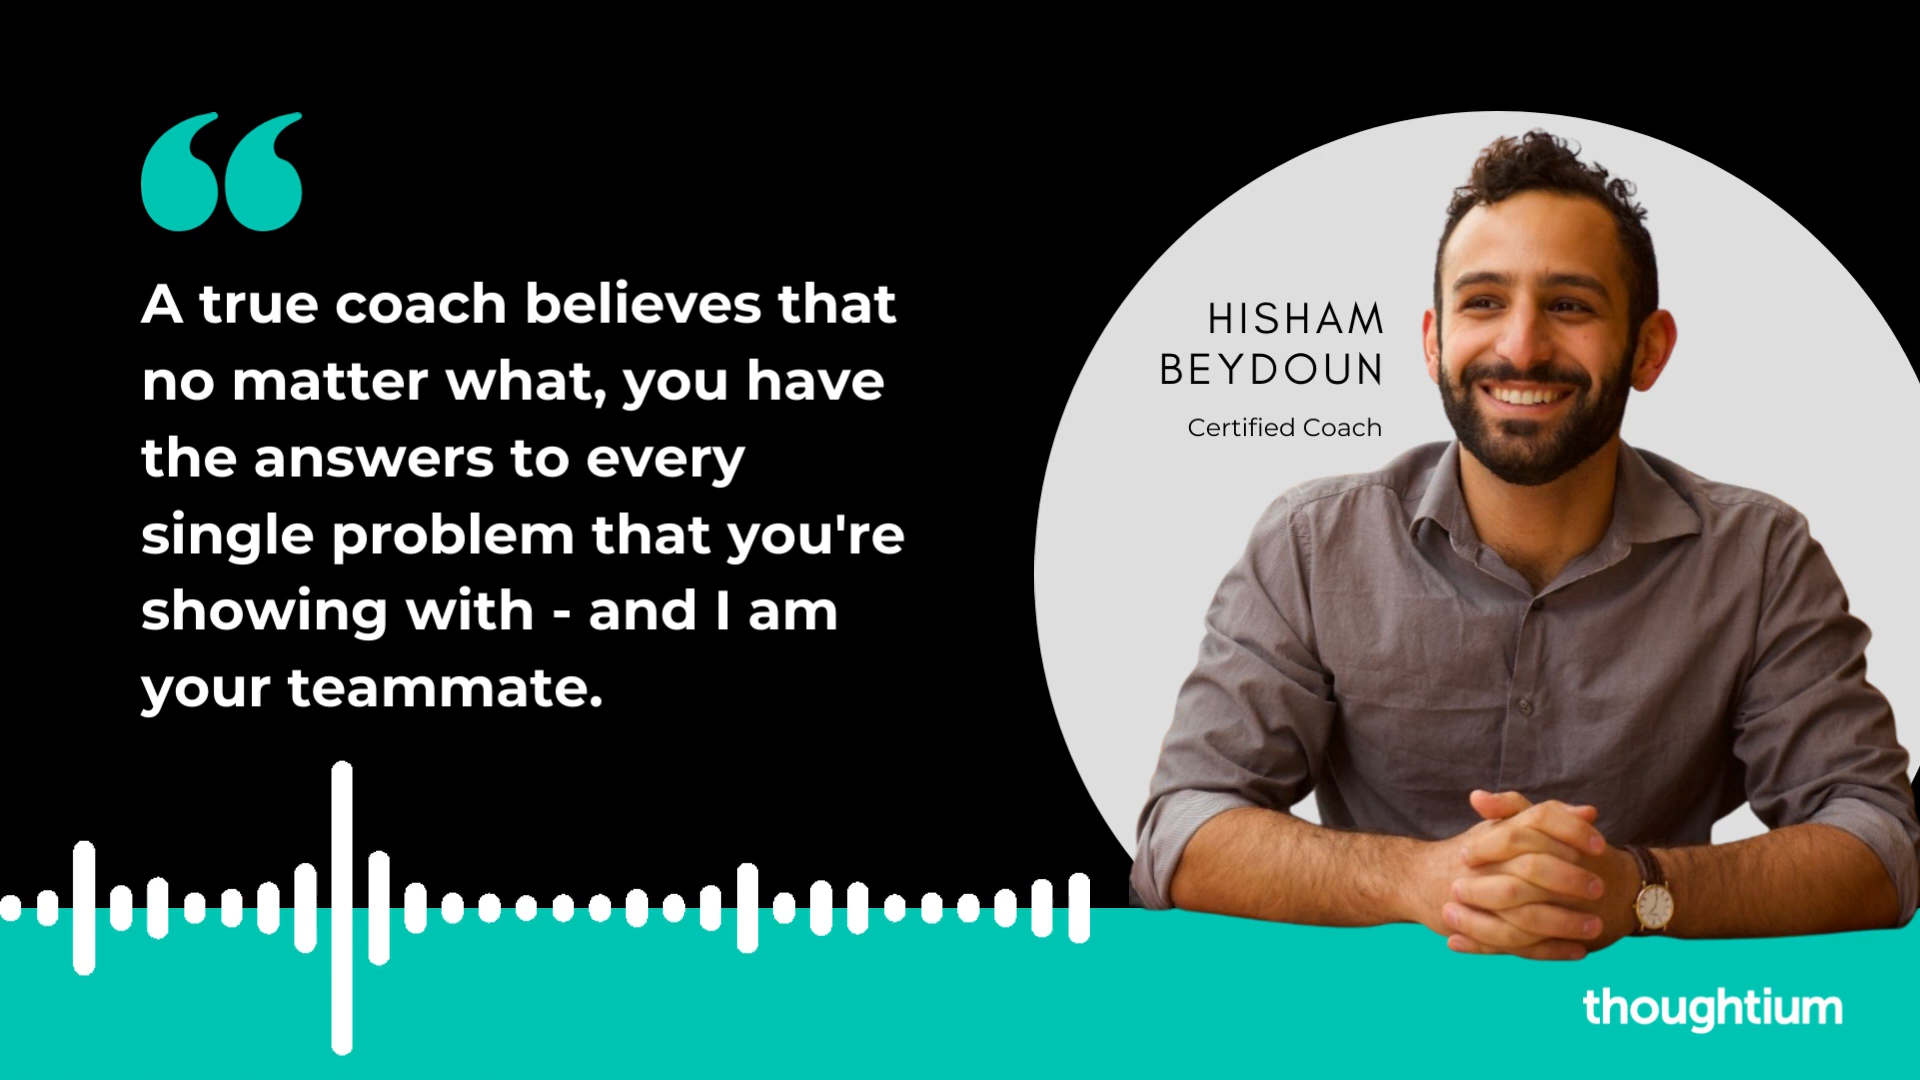 A true coach believes that
no matter what, you have
the answers to every
single problem that you're
showing with - and I am
your teammate.
HISHAM
BEYDOUN
Certified Coach
thoughtium